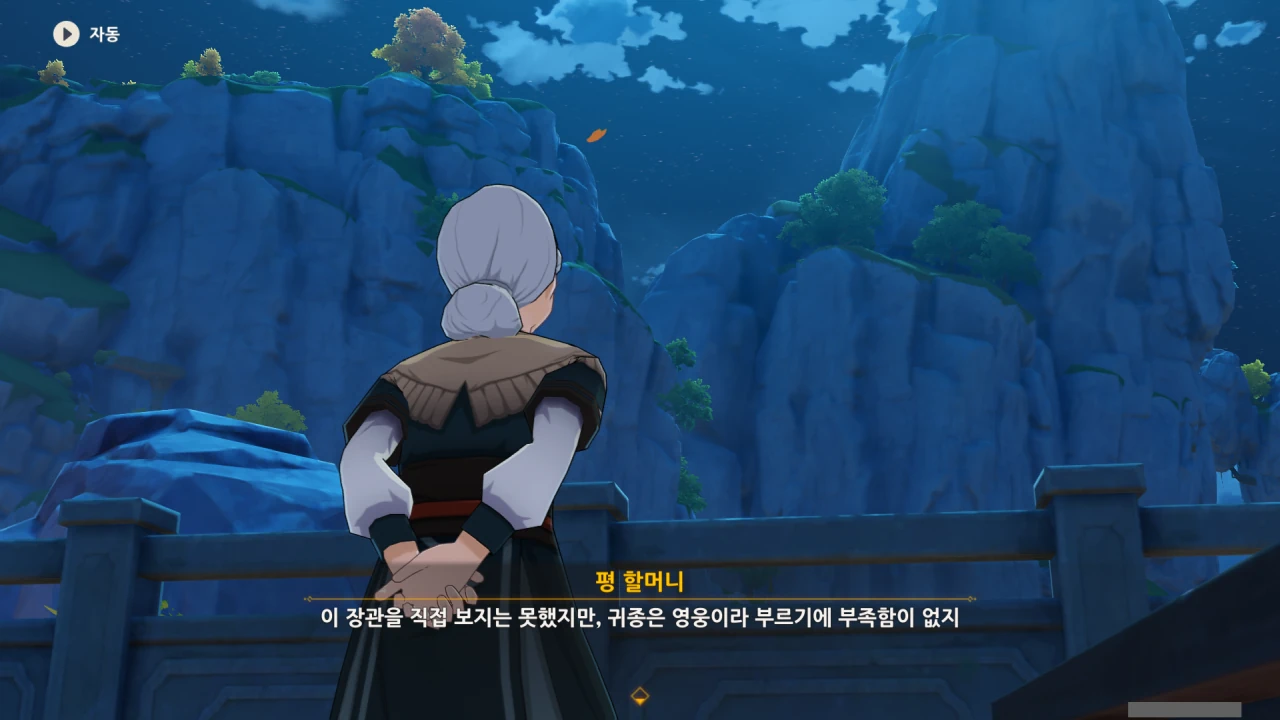 자동
평 할머니
이 장관을 직접 보지는 못했지만, 귀종은 영웅이라 부르기에 부족함이 없지